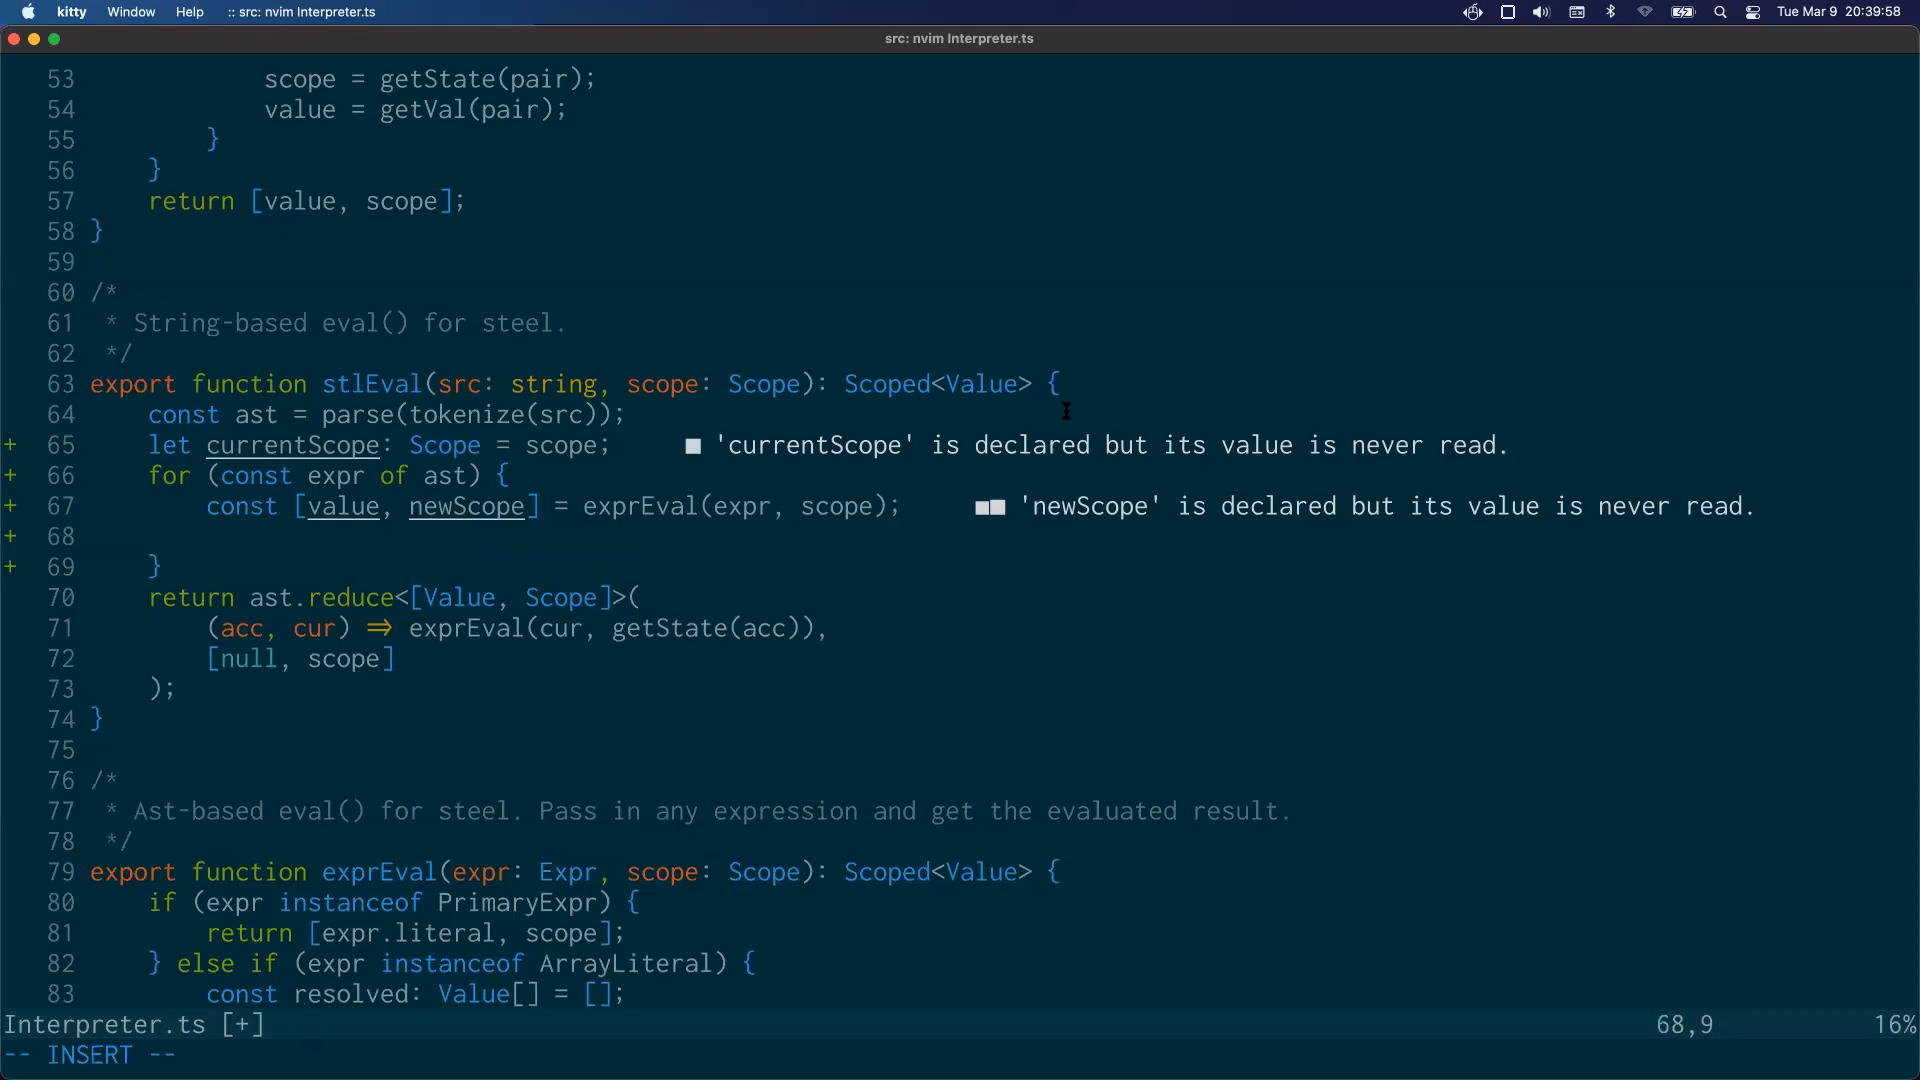 kitty Window Help :: src: nvim Interpreter.ts Tue Mar 9 20:39:58
src: nvim Interpreter.ts
53 scope = getState(pair);
54 value = getVal(pair);
55 }
56 }
57 return [value, scope];
58 }
59
60 /*
61 * String-based eval() for steel.
62 */
63 export function stlEval(src: string, scope: Scope): Scoped<Value> {
64 const ast = parse(tokenize(src));
+ 65 let currentScope: Scope = scope; ■ 'currentScope' is declared but its value is never read.
+ 66 for (const expr of ast) {
+ 67 const [value, newScope] = exprEval(expr, scope); ■■ 'newScope' is declared but its value is never read.
+ 68
+ 69 }
70 return ast.reduce<[Value, Scope]>(
71 (acc, cur) => exprEval(cur, getState(acc)),
72 [null, scope]
73 );
74 }
75
76 /*
77 * Ast-based eval() for steel. Pass in any expression and get the evaluated result.
78 */
79 export function exprEval(expr: Expr, scope: Scope): Scoped<Value> {
80 if (expr instanceof PrimaryExpr) {
81 return [expr.literal, scope];
82 } else if (expr instanceof ArrayLiteral) {
83 const resolved: Value[] = [];
Interpreter.ts [+] 68,9 16%
-- INSERT --